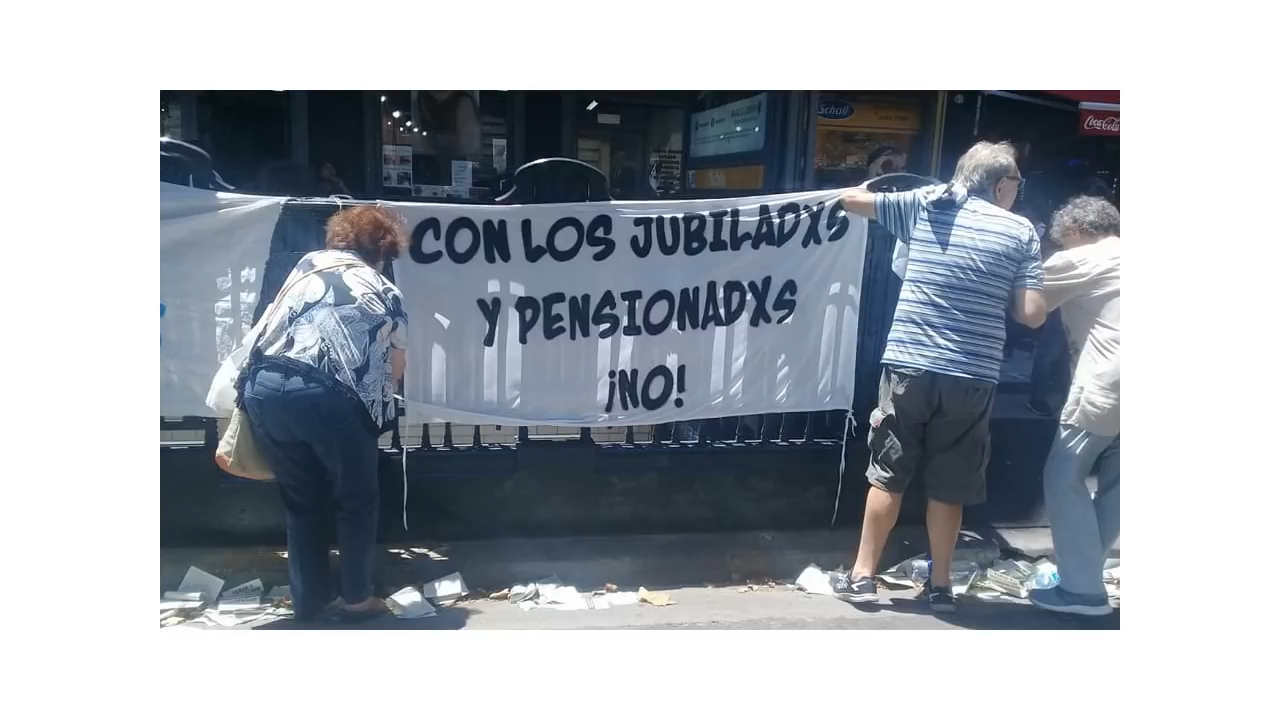 CON LOS JUBILADXS
Y PENSIONADXS
¡NO!
Scholl
Coca-Cola